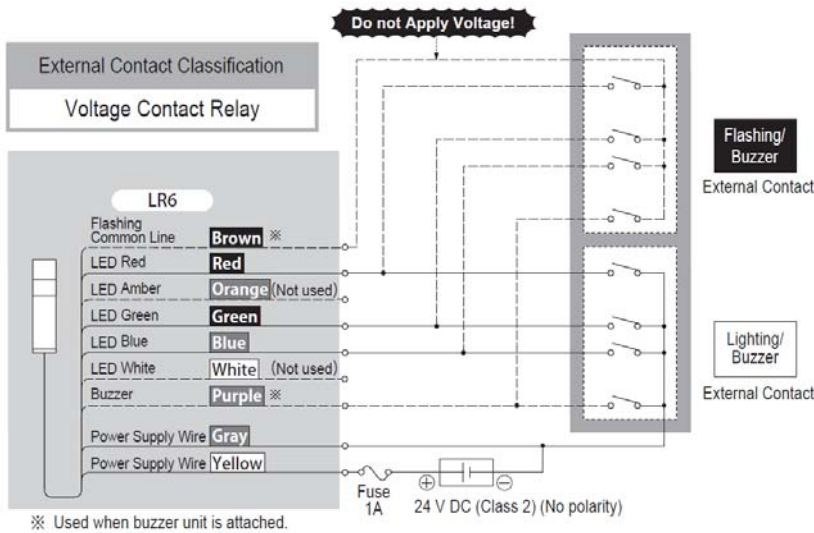 Do not Apply Voltage!
External Contact Classification
Voltage Contact Relay
Flashing/
Buzzer
External Contact
LR6
Flashing
Common Line Brown ※
LED Red Red
LED Amber Orange (Not used)
LED Green Green
LED Blue Blue
LED White White (Not used)
Buzzer Purple ※
Power Supply Wire Gray
Power Supply Wire Yellow
Lighting/
Buzzer
External Contact
Fuse
1A
⊕ ⊖
24 V DC (Class 2) (No polarity)
※ Used when buzzer unit is attached.